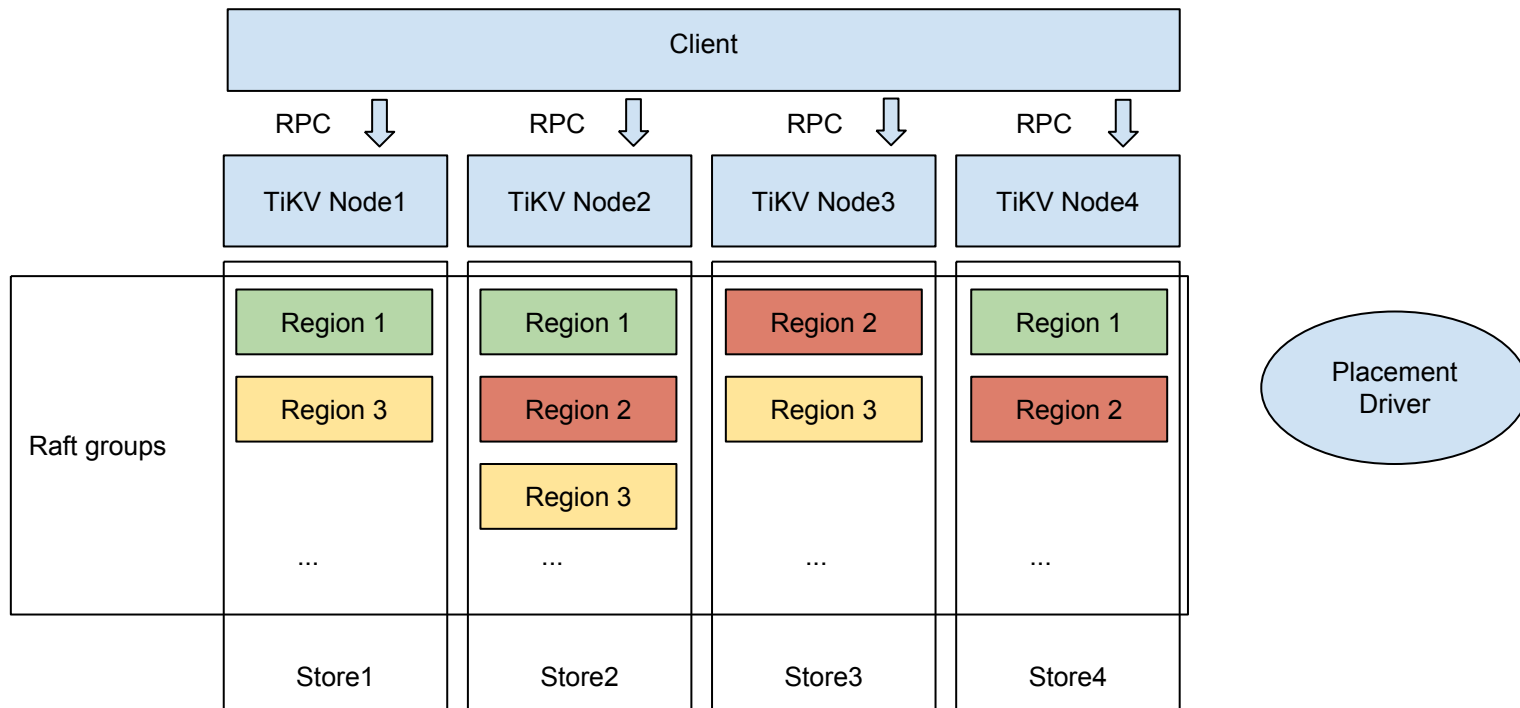 Client
RPC
RPC
RPC
RPC
TiKV Node1
TiKV Node2
TiKV Node3
TiKV Node4
Raft groups
Region 1
Region 1
Region 2
Region 1
Region 3
Region 2
Region 3
Region 2
Region 3
...
...
...
...
Store1
Store2
Store3
Store4
Placement
Driver